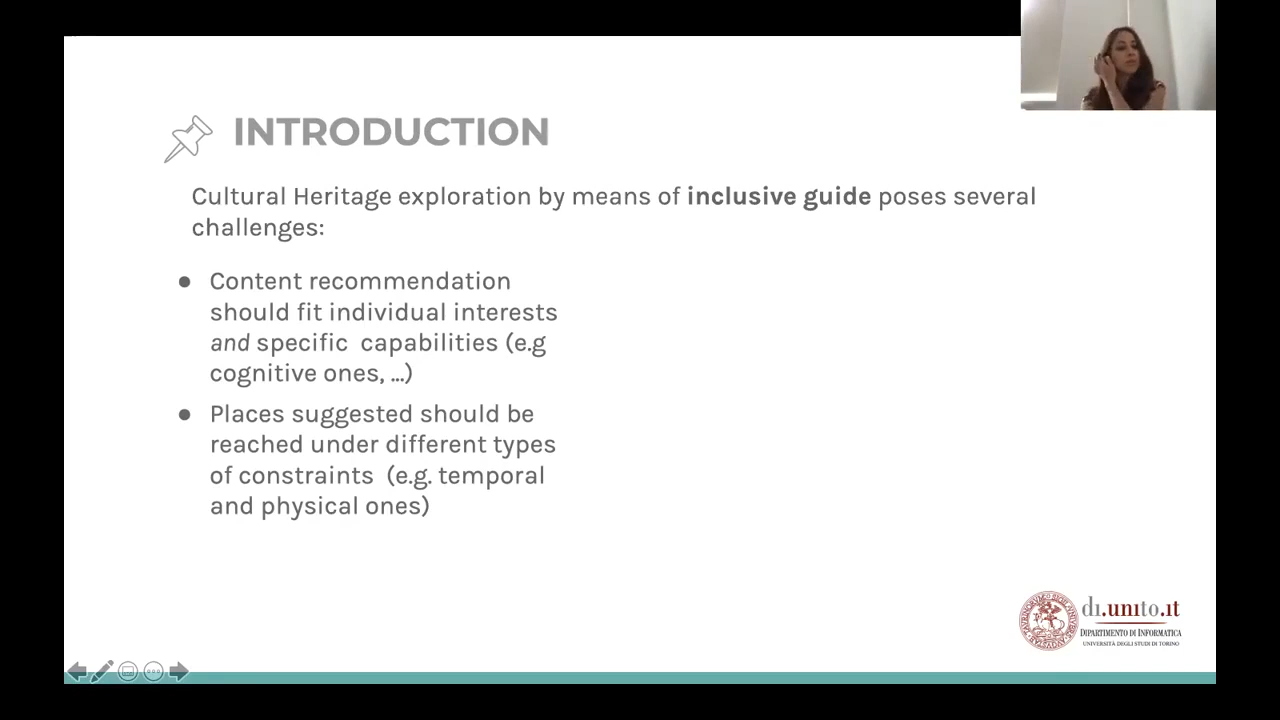 INTRODUCTION
Cultural Heritage exploration by means of inclusive guide poses several
challenges:
● Content recommendation
should fit individual interests
and specific capabilities (e.g
cognitive ones, ...)
● Places suggested should be
reached under different types
of constraints (e.g. temporal
and physical ones)
di.unito.it
DIPARTIMENTO DI INFORMATICA
UNIVERSITÀ DEGLI STUDI DI TORINO